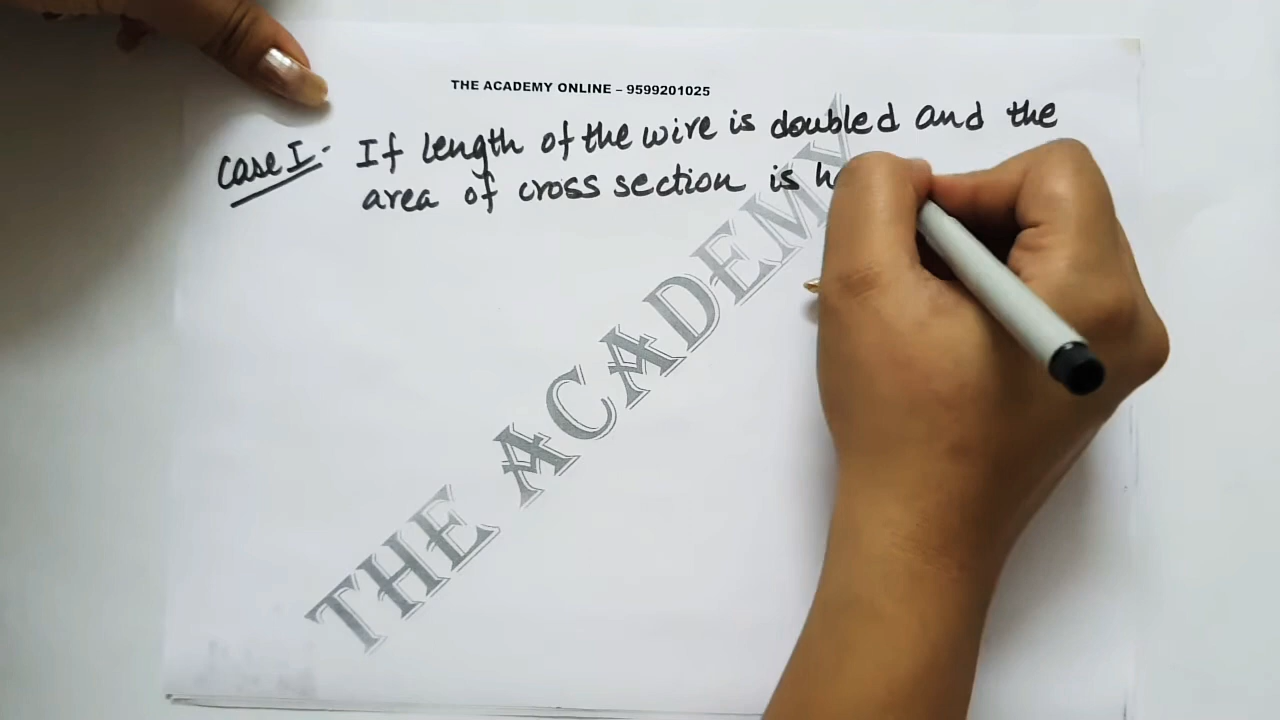 THE ACADEMY ONLINE – 9599201025
Case I:- If length of the wire is doubled and the
area of cross section is h
THE ACADEMY